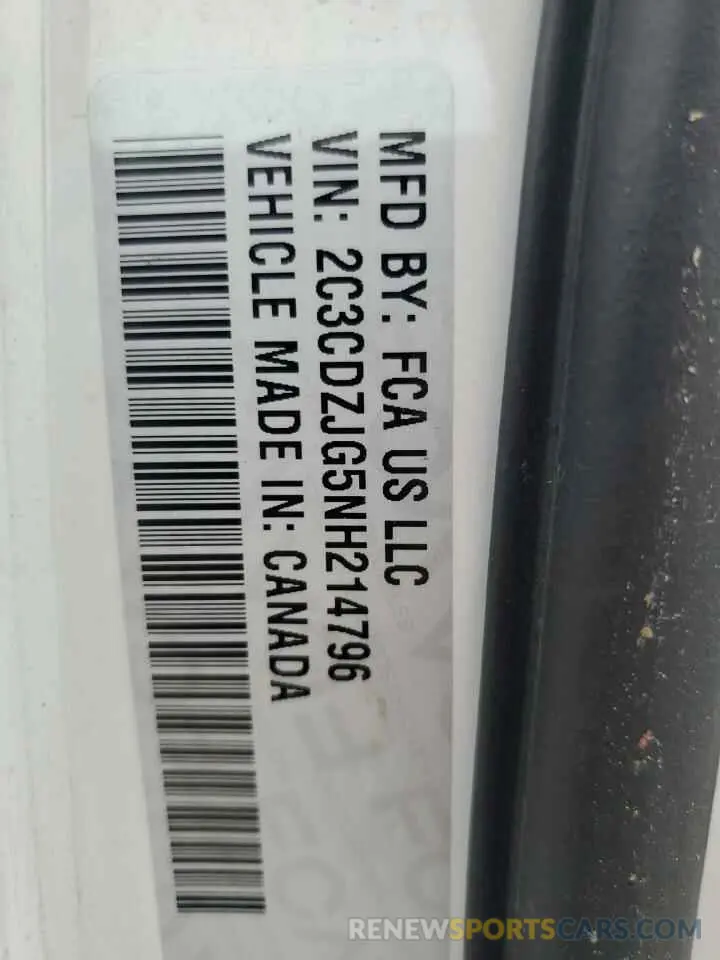 MFD BY: FCA US LLC
VIN: 2C3CDZJG5NH214796
VEHICLE MADE IN: CANADA
RENEWSPORTSCARS.COM